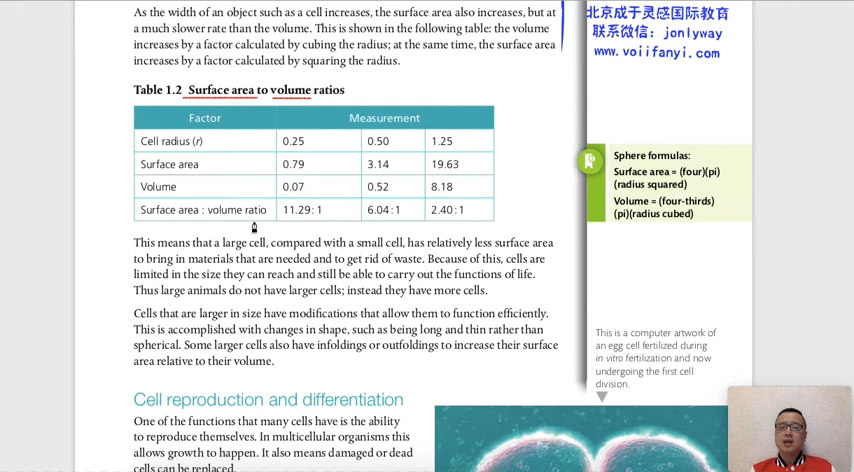 As the width of an object such as a cell increases, the surface area also increases, but at
a much slower rate than the volume. This is shown in the following table: the volume
increases by a factor calculated by cubing the radius; at the same time, the surface area
increases by a factor calculated by squaring the radius.
Table 1.2 Surface area to volume ratios
Factor Measurement
Cell radius (r) 0.25 0.50 1.25
Surface area 0.79 3.14 19.63
Volume 0.07 0.52 8.18
Surface area : volume ratio 11.29 : 1 6.04 : 1 2.40 : 1
This means that a large cell, compared with a small cell, has relatively less surface area
to bring in materials that are needed and to get rid of waste. Because of this, cells are
limited in the size they can reach and still be able to carry out the functions of life.
Thus large animals do not have larger cells; instead they have more cells.
Cells that are larger in size have modifications that allow them to function efficiently.
This is accomplished with changes in shape, such as being long and thin rather than
spherical. Some larger cells also have infoldings or outfoldings to increase their surface
area relative to their volume.
Cell reproduction and differentiation
One of the functions that many cells have is the ability
to reproduce themselves. In multicellular organisms this
allows growth to happen. It also means damaged or dead
cells can be replaced.
北京成于灵感国际教育
联系微信：jonlyway
www.voiifanyi.com
Sphere formulas:
Surface area = (four)(pi)
(radius squared)
Volume = (four-thirds)
(pi)(radius cubed)
This is a computer artwork of
an egg cell fertilized during
in vitro fertilization and now
undergoing the first cell
division.